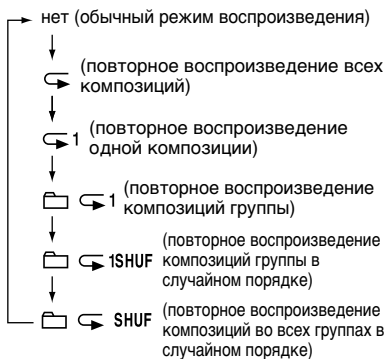 нет (обычный режим воспроизведения)
(повторное воспроизведение всех
композиций)
1 (повторное воспроизведение
одной композиции)
1 (повторное воспроизведение
композиций группы)
1SHUF (повторное воспроизведение
композиций группы в
случайном порядке)
SHUF (повторное воспроизведение
композиций во всех группах в
случайном порядке)